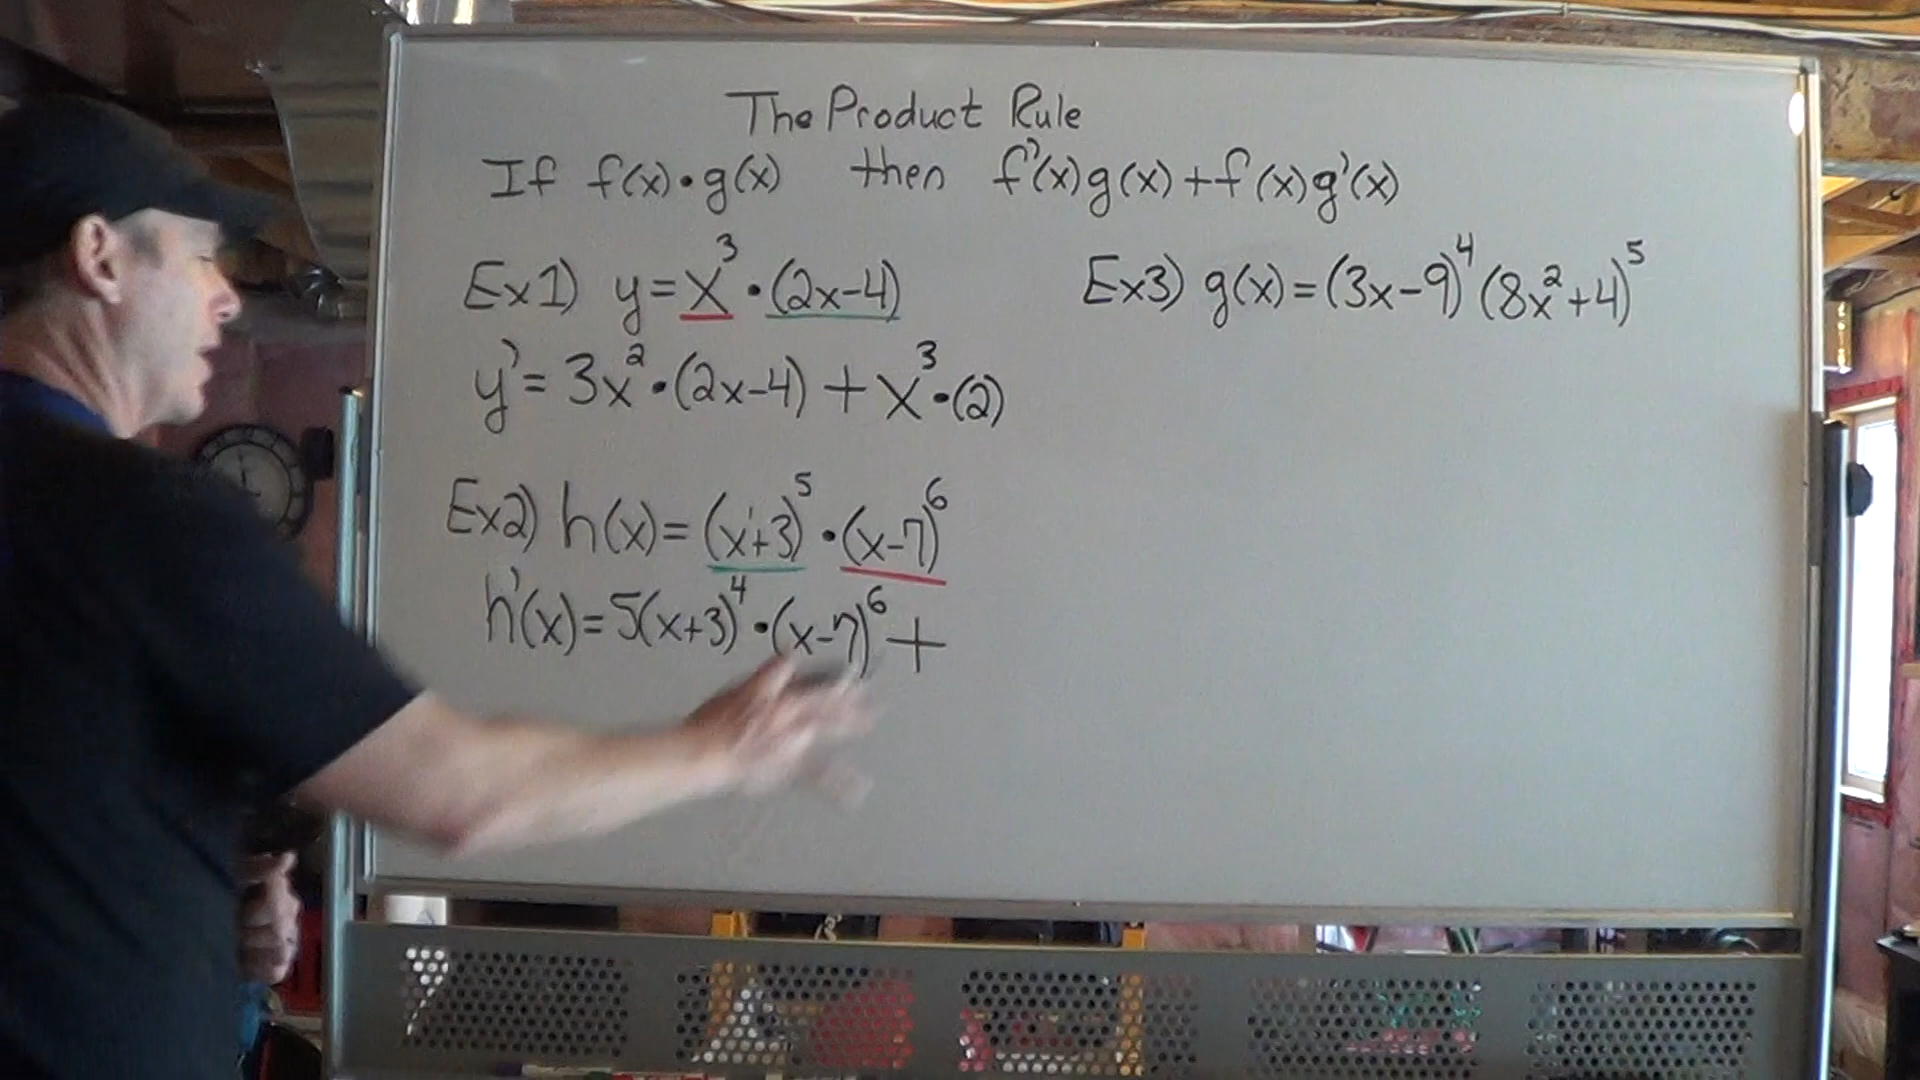 The Product Rule
If f(x)•g(x) then f'(x)g(x)+f(x)g'(x)
Ex1) y=x³•(2x-4)
y'=3x²•(2x-4)+x³•(2)
Ex2) h(x)=(x+3)⁵•(x-7)⁶
h'(x)=5(x+3)⁴•(x-7)⁶+
Ex3) g(x)=(3x-9)⁴(8x²+4)⁵